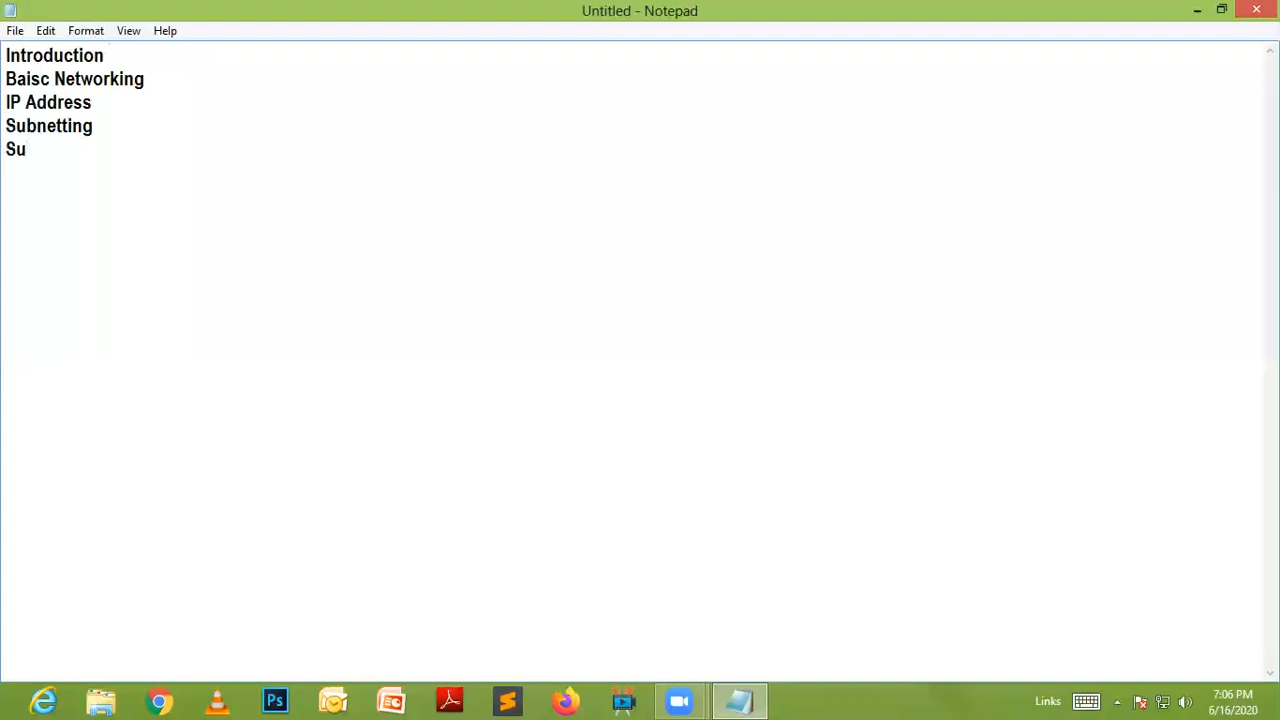 Untitled - Notepad
File Edit Format View Help
Introduction
Baisc Networking
IP Address
Subnetting
Su
Ps
Links
7:06 PM
6/16/2020